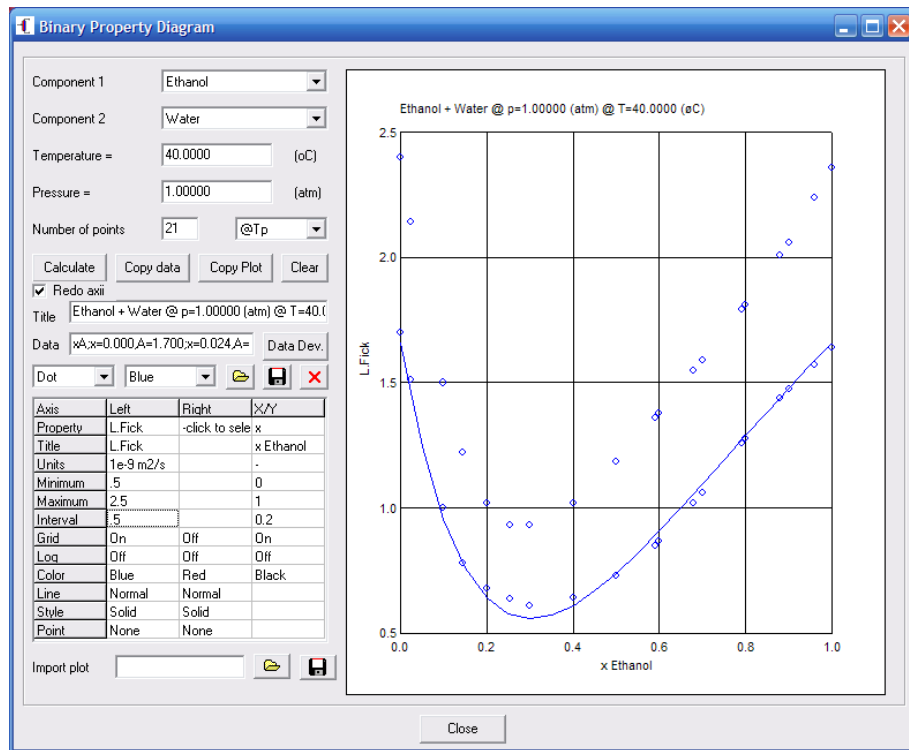 Binary Property Diagram
Component 1 Ethanol
Component 2 Water
Temperature = 40.0000 (oC)
Pressure = 1.00000 (atm)
Number of points 21 @Tp
Calculate Copy data Copy Plot Clear
Redo axii
Title Ethanol + Water @ p=1.00000 (atm) @ T=40.0
Data xA;x=0.000,A=1.700;x=0.024,A= Data Dev.
Dot Blue
Axis Left Right X/Y
Property L.Fick -click to sele x
Title L.Fick x Ethanol
Units 1e-9 m2/s -
Minimum .5 0
Maximum 2.5 1
Interval .5 0.2
Grid On Off On
Log Off Off Off
Color Blue Red Black
Line Normal Normal
Style Solid Solid
Point None None
Import plot
Ethanol + Water @ p=1.00000 (atm) @ T=40.0000 (øC)
2.5
2.0
1.5
1.0
0.5
L.Fick
0.0 0.2 0.4 0.6 0.8 1.0
x Ethanol
Close